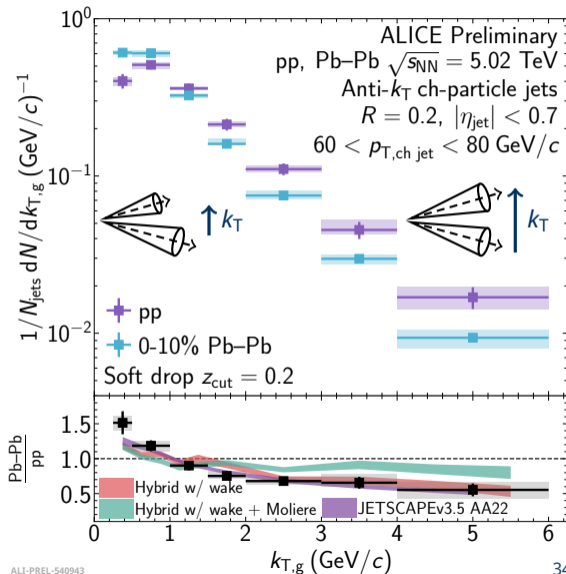 ALICE Preliminary
pp, Pb–Pb √sNN = 5.02 TeV
Anti-kT ch-particle jets
R = 0.2, |ηjet| < 0.7
60 < pT,ch jet < 80 GeV/c
1/Njets dN/dkT,g (GeV/c)−1
10^0
10^−1
10^−2
kT
kT
pp
0-10% Pb–Pb
Soft drop zcut = 0.2
Pb–Pb
pp
1.5
1.0
0.5
Hybrid w/ wake
Hybrid w/ wake + Moliere
JETSCAPEv3.5 AA22
0 1 2 3 4 5 6
kT,g (GeV/c)
ALI-PREL-540943
34